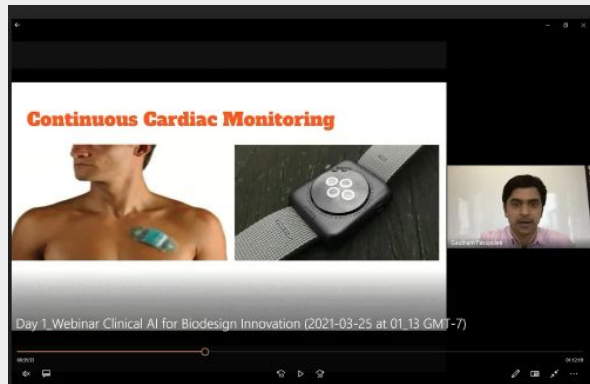 Continuous Cardiac Monitoring
Day 1_Webinar Clinical AI for Biodesign Innovation (2021-03-25 at 01_13 GMT-7)